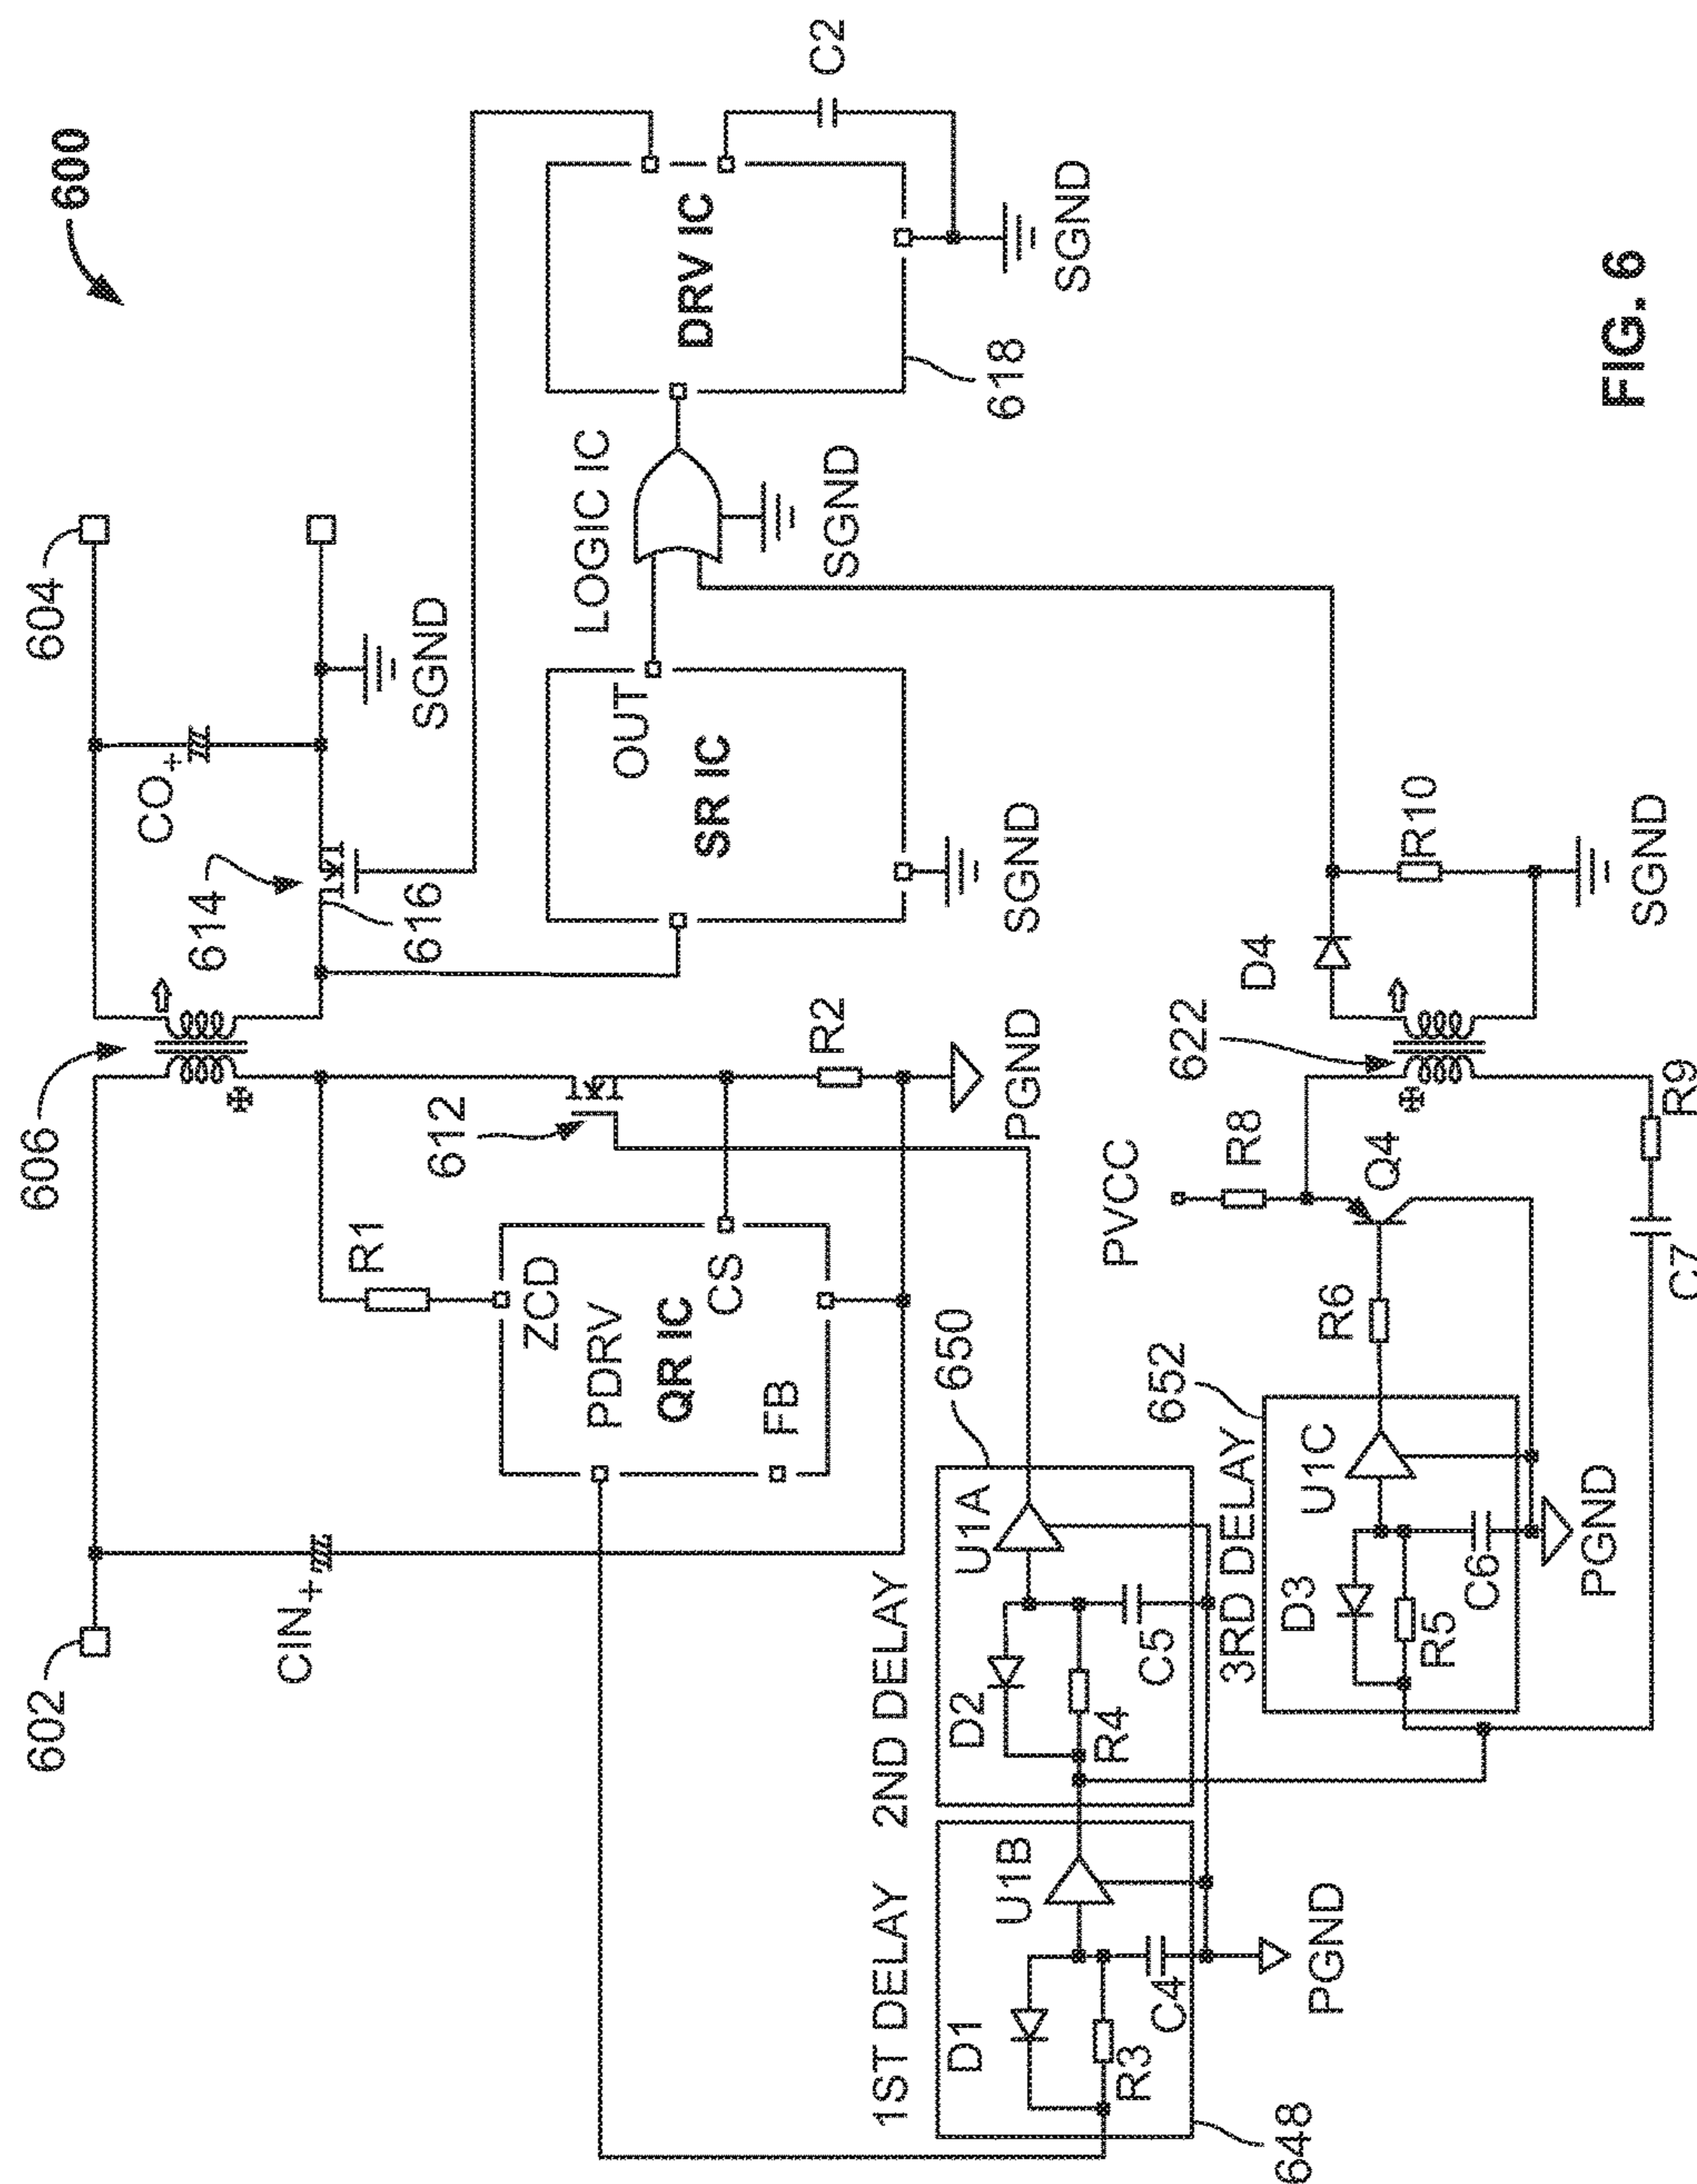 600
602
604
606
CIN
+
CO
+
614
616
SGND
R1
ZCD
PDRV
QR IC
CS
FB
612
R2
PGND
SR IC
OUT
SGND
LOGIC IC
SGND
DRV IC
618
C2
SGND
1ST DELAY
2ND DELAY
D1
R3
C4
U1B
648
PGND
D2
R4
C5
U1A
650
3RD DELAY
D3
R5
C6
U1C
652
PGND
R6
PVCC
R8
Q4
C7
R9
622
D4
R10
SGND
FIG. 6